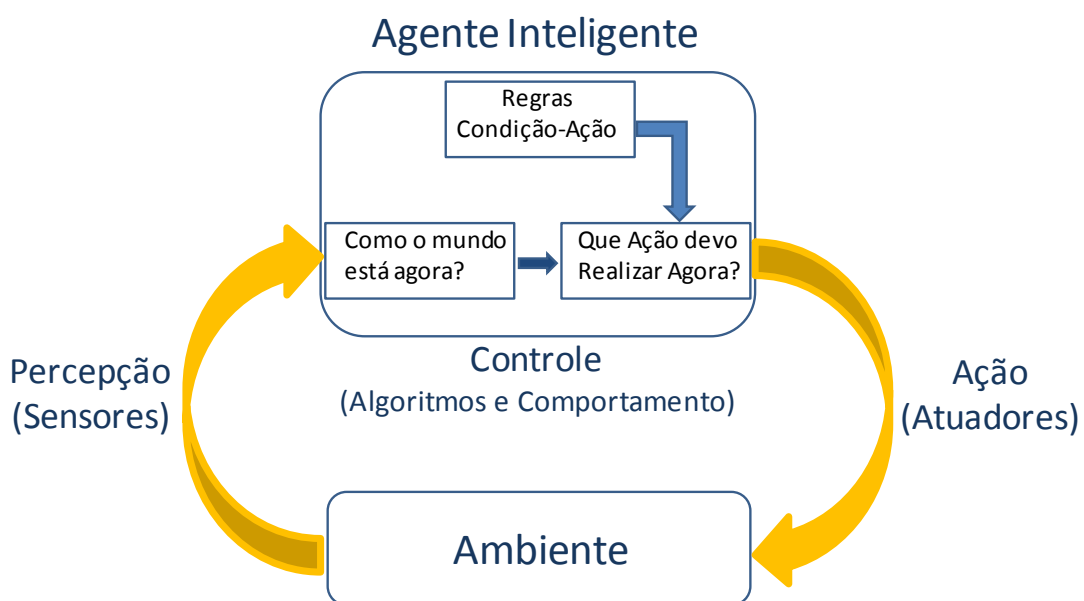 Agente Inteligente
Regras
Condição-Ação
Como o mundo
está agora?
Que Ação devo
Realizar Agora?
Controle
(Algoritmos e Comportamento)
Percepção
(Sensores)
Ação
(Atuadores)
Ambiente